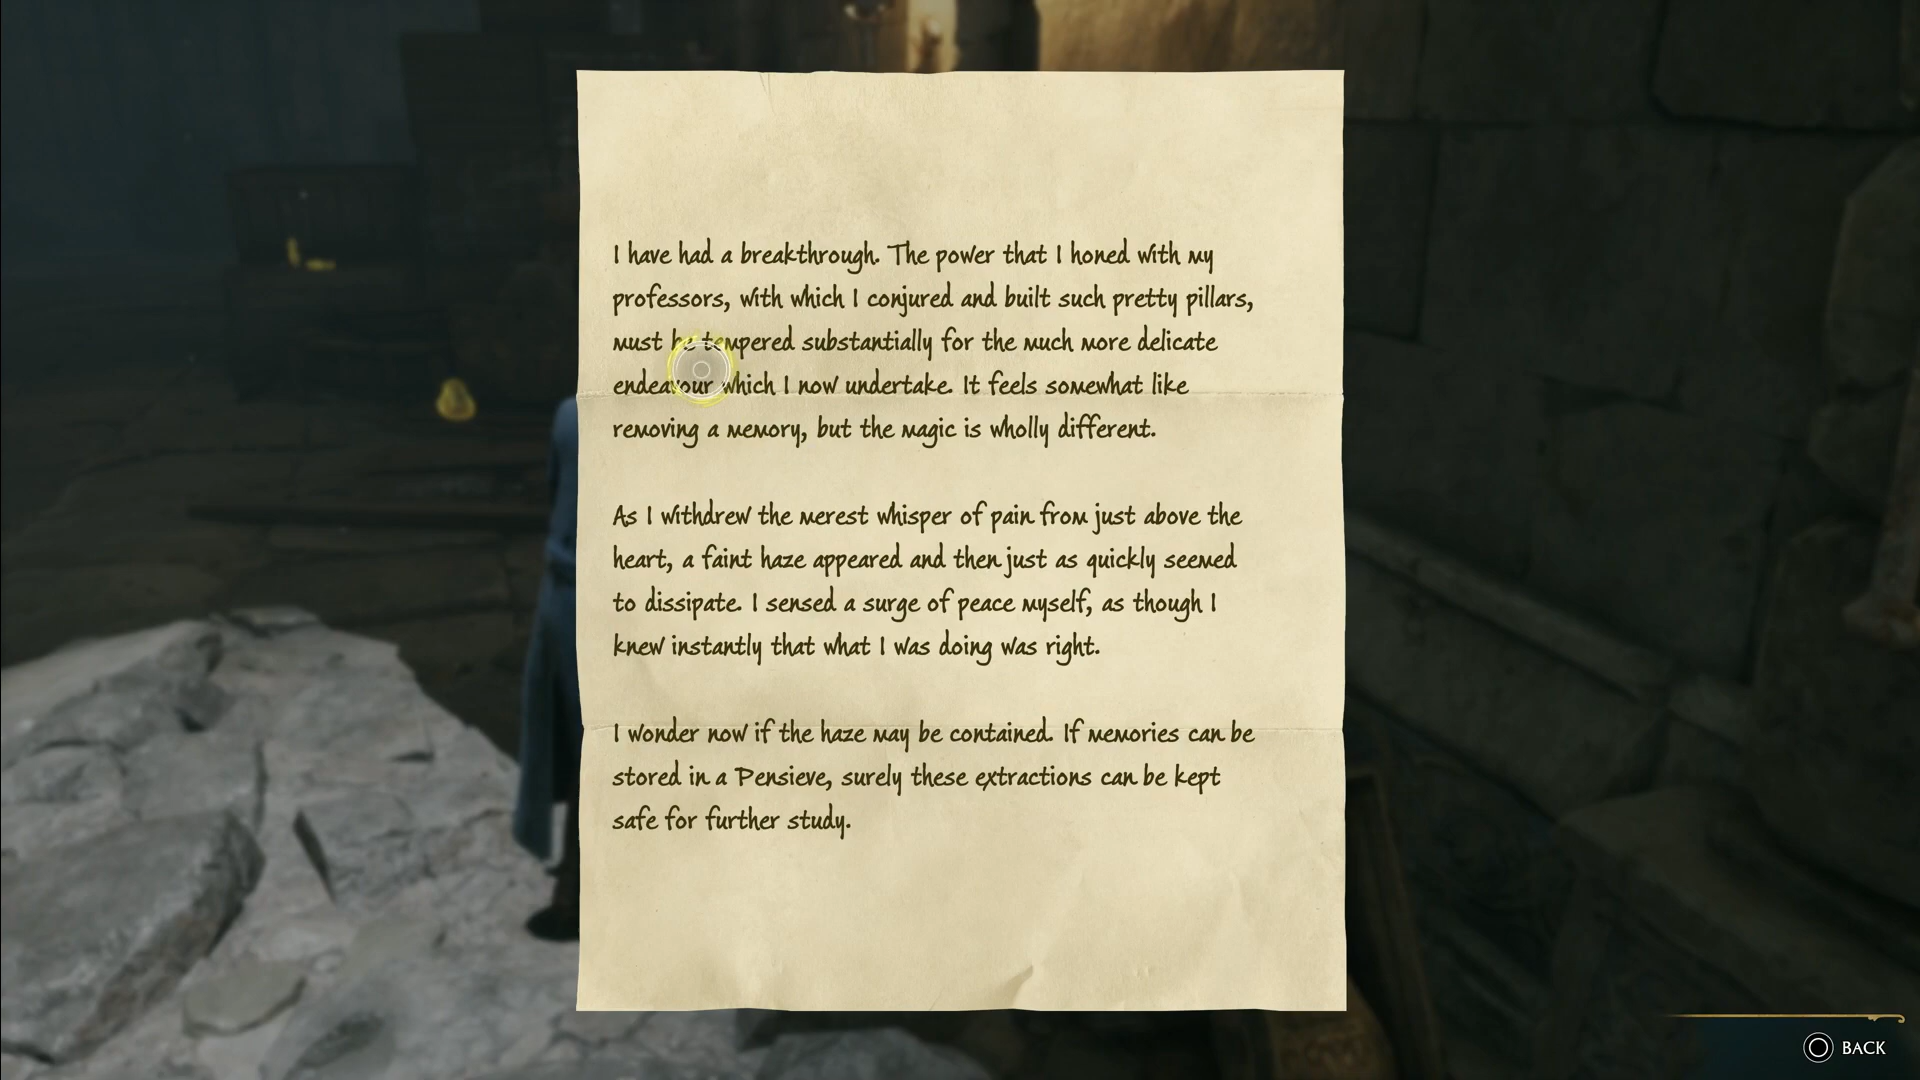 I have had a breakthrough. The power that I honed with my
professors, with which I conjured and built such pretty pillars,
must be tempered substantially for the much more delicate
endeavour which I now undertake. It feels somewhat like
removing a memory, but the magic is wholly different.
As I withdrew the merest whisper of pain from just above the
heart, a faint haze appeared and then just as quickly seemed
to dissipate. I sensed a surge of peace myself, as though I
knew instantly that what I was doing was right.
I wonder now if the haze may be contained. If memories can be
stored in a Pensieve, surely these extractions can be kept
safe for further study.
BACK